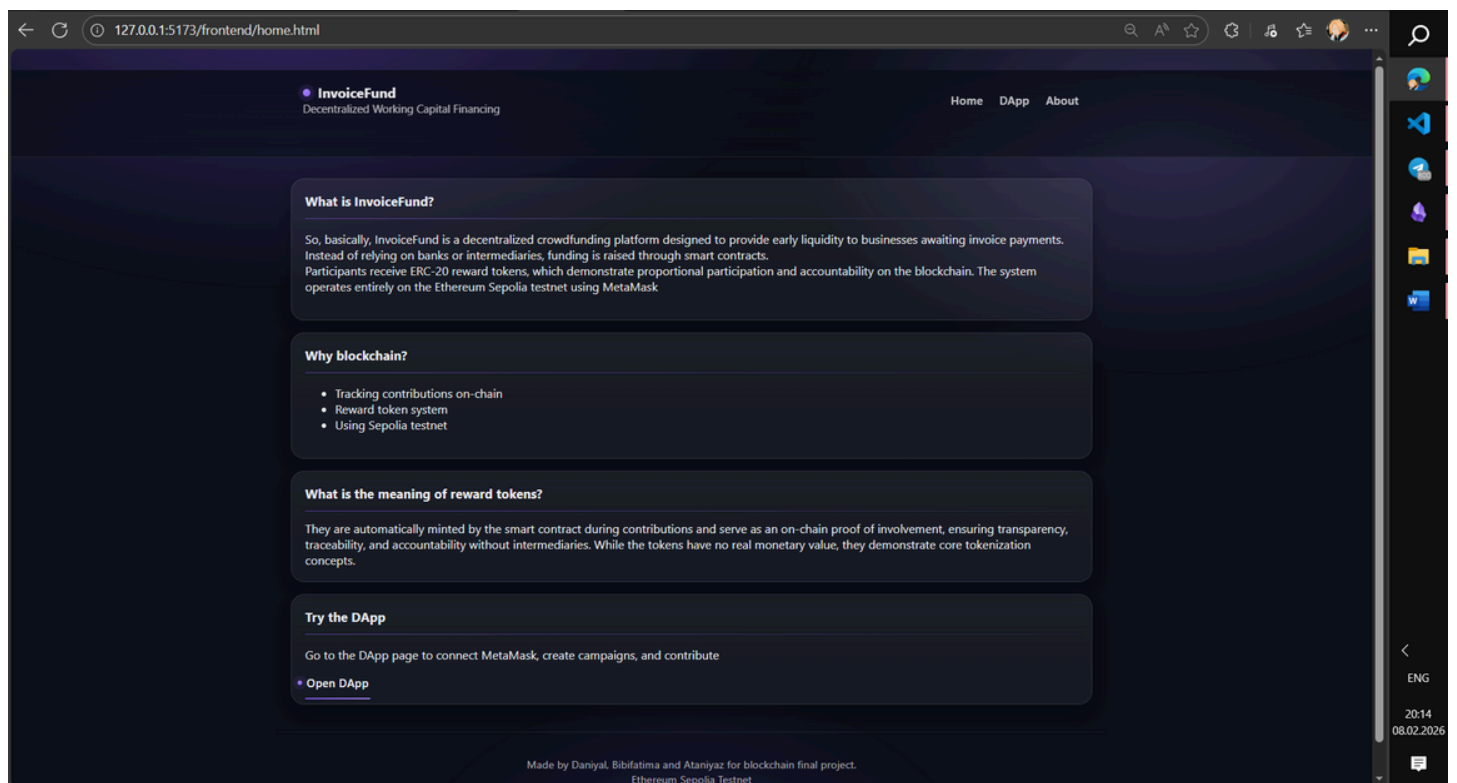 127.0.0.1:5173/frontend/home.html
InvoiceFund
Decentralized Working Capital Financing
Home DApp About
What is InvoiceFund?
So, basically, InvoiceFund is a decentralized crowdfunding platform designed to provide early liquidity to businesses awaiting invoice payments.
Instead of relying on banks or intermediaries, funding is raised through smart contracts.
Participants receive ERC-20 reward tokens, which demonstrate proportional participation and accountability on the blockchain. The system
operates entirely on the Ethereum Sepolia testnet using MetaMask
Why blockchain?
• Tracking contributions on-chain
• Reward token system
• Using Sepolia testnet
What is the meaning of reward tokens?
They are automatically minted by the smart contract during contributions and serve as an on-chain proof of involvement, ensuring transparency,
traceability, and accountability without intermediaries. While the tokens have no real monetary value, they demonstrate core tokenization
concepts.
Try the DApp
Go to the DApp page to connect MetaMask, create campaigns, and contribute
Open DApp
Made by Daniyal, Bibifatima and Ataniyaz for blockchain final project.
Ethereum Sepolia Testnet
ENG
20:14
08.02.2026